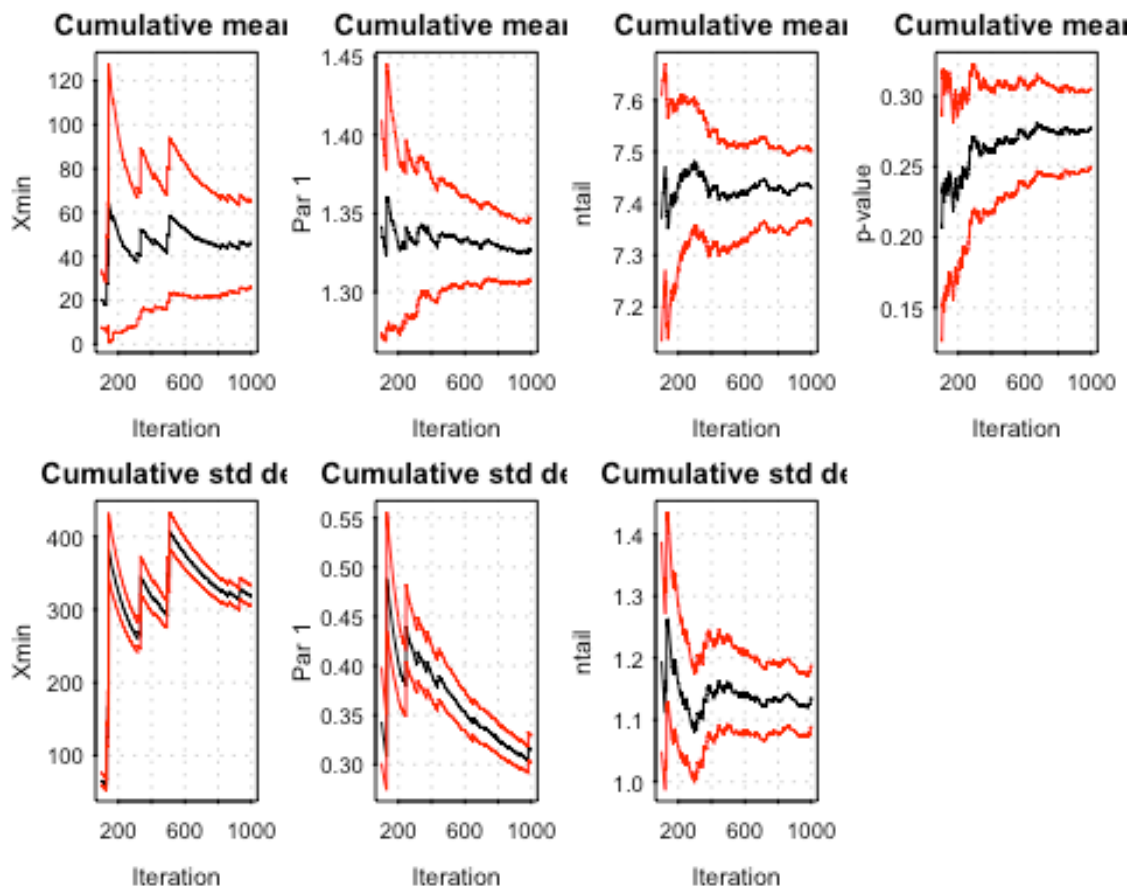 Cumulative mear Cumulative mear Cumulative mear Cumulative mear
Xmin
120
100
80
60
40
20
0
200 600 1000
Iteration
Par 1
1.45
1.40
1.35
1.30
200 600 1000
Iteration
ntail
7.6
7.5
7.4
7.3
7.2
200 600 1000
Iteration
p-value
0.30
0.25
0.20
0.15
200 600 1000
Iteration
Cumulative std de Cumulative std de Cumulative std de
Xmin
400
300
200
100
200 600 1000
Iteration
Par 1
0.55
0.50
0.45
0.40
0.35
0.30
200 600 1000
Iteration
ntail
1.4
1.3
1.2
1.1
1.0
200 600 1000
Iteration